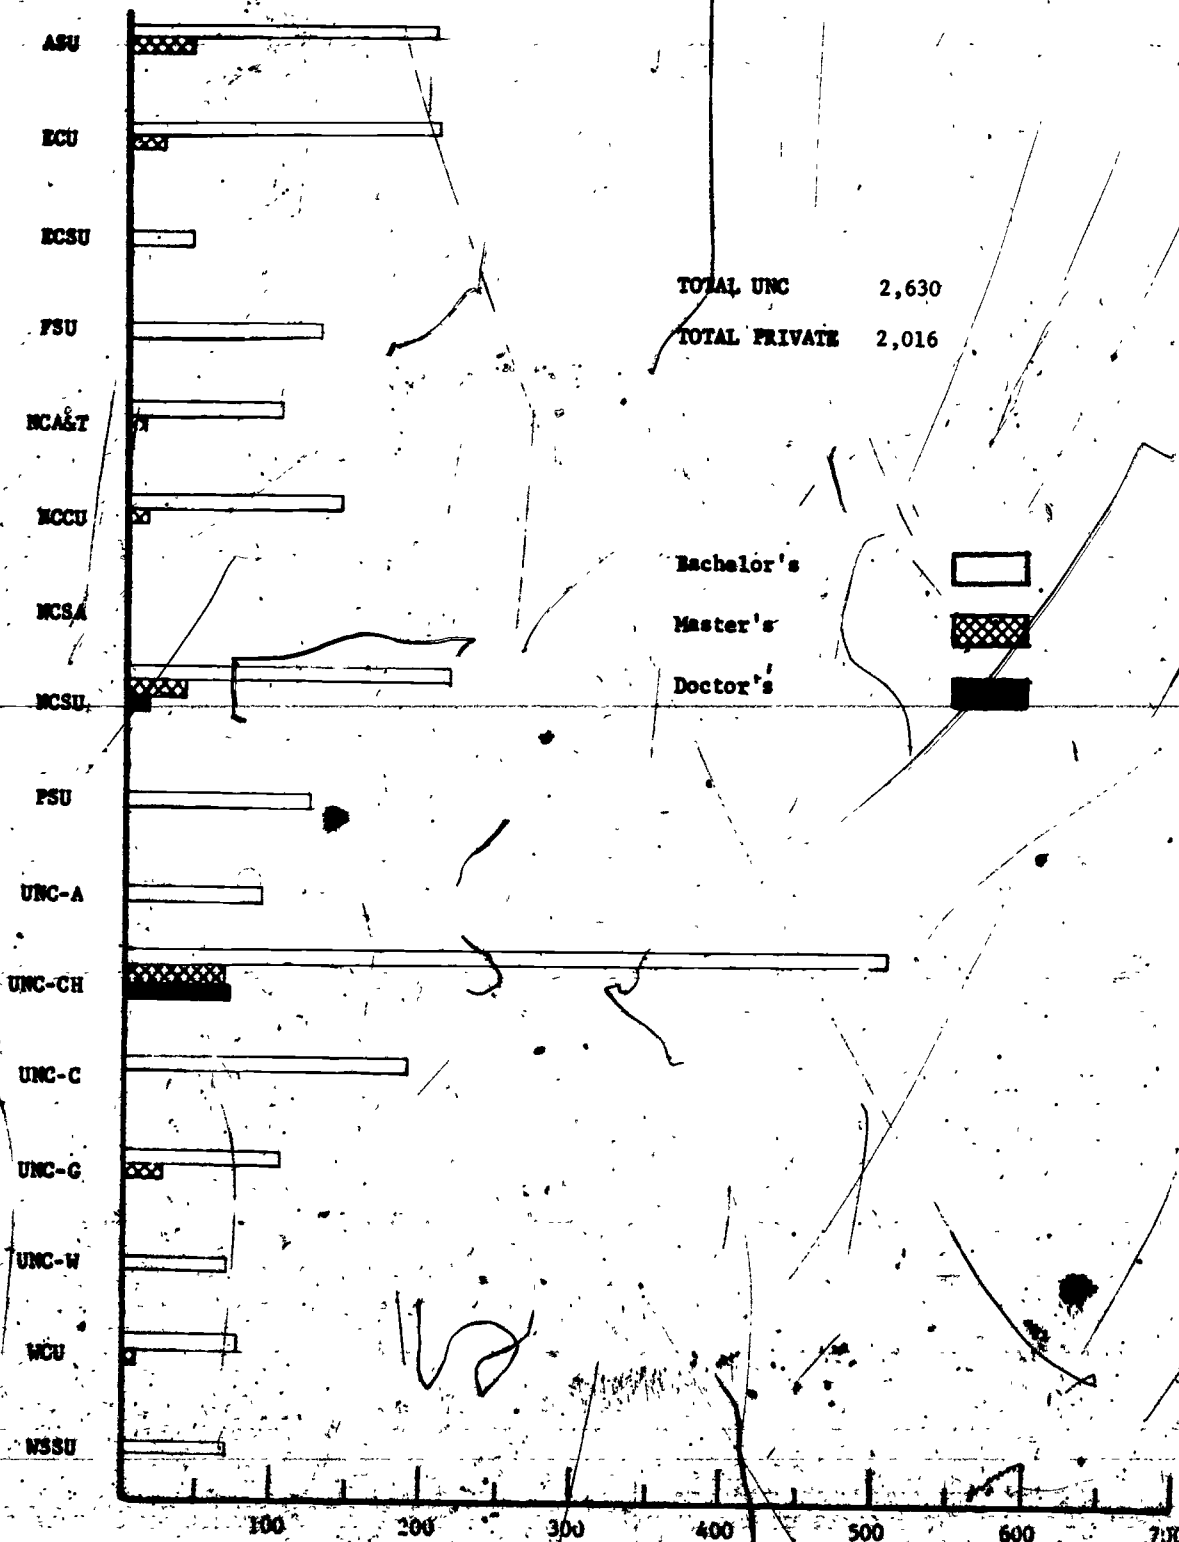 ASU
ECU
ECSU
TOTAL UNC 2,630
FSU
TOTAL PRIVATE 2,016
NCA&T
NCCU
Bachelor's
NCSA
Master's
Doctor's
NCSU
PSU
UNC-A
UNC-CH
UNC-C
UNC-G
UNC-W
WCU
WSSU
100 200 300 400 500 600